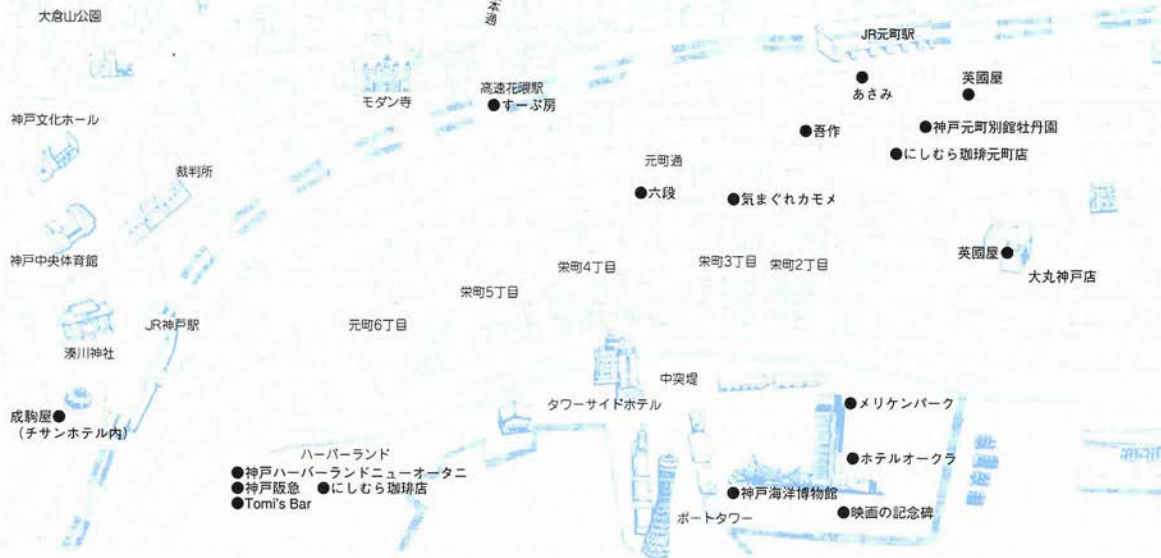 大倉山公園
本通
JR元町駅
モダン寺
高速花隈駅
●すーぷ房
●
あさみ
英國屋
●
神戸文化ホール
●吾作
●神戸元町別館牡丹園
●にしむら珈琲元町店
裁判所
元町通
●六段
●気まぐれカモメ
神戸中央体育館
栄町4丁目
栄町3丁目
栄町2丁目
英國屋●
大丸神戸店
栄町5丁目
JR神戸駅
元町6丁目
湊川神社
中突堤
タワーサイドホテル
●メリケンパーク
成駒屋●
（チサンホテル内）
ハーバーランド
●神戸ハーバーランドニューオータニ
●神戸阪急 ●にしむら珈琲店
●Tomi's Bar
●ホテルオークラ
●神戸海洋博物館
ポートタワー
●映画の記念碑